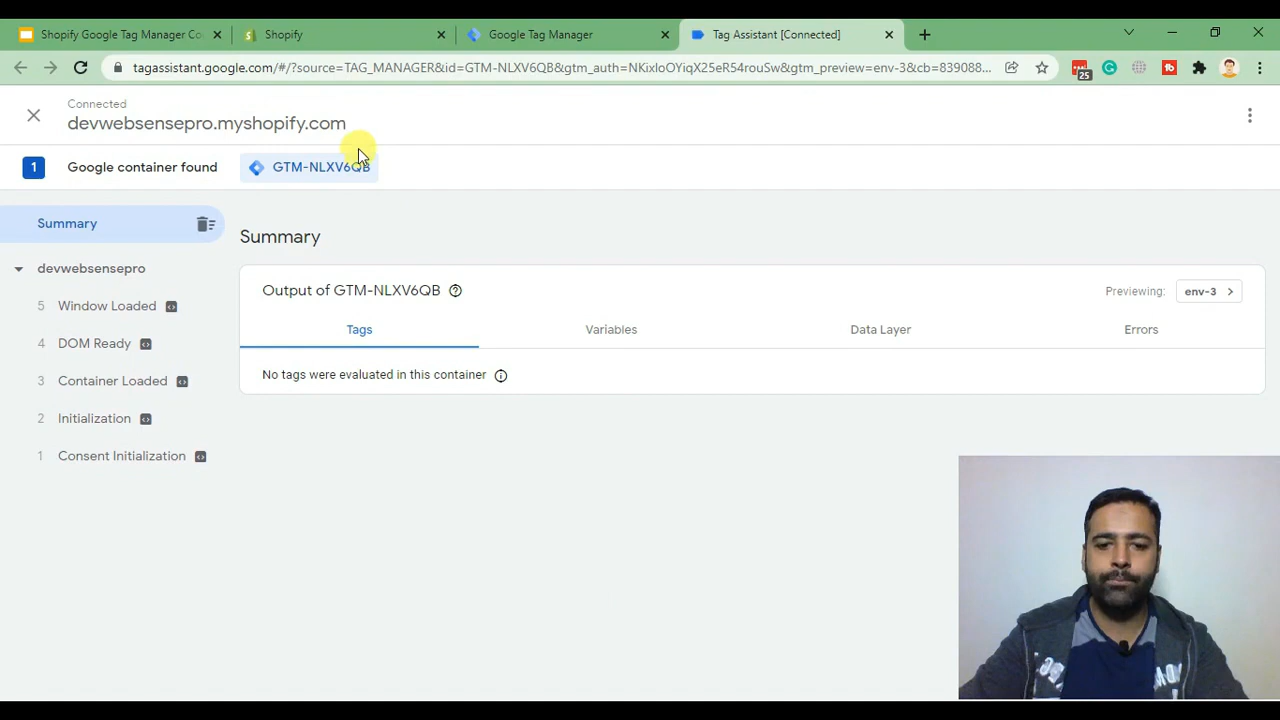 Shopify Google Tag Manager Co
Shopify
Google Tag Manager
Tag Assistant [Connected]
tagassistant.google.com/#/?source=TAG_MANAGER&id=GTM-NLXV6QB&gtm_auth=NKixloOYiqX25eR54rouSw&gtm_preview=env-3&cb=839088...
25
Connected
devwebsensepro.myshopify.com
1 Google container found GTM-NLXV6QB
Summary
devwebsensepro
5 Window Loaded
4 DOM Ready
3 Container Loaded
2 Initialization
1 Consent Initialization
Summary
Output of GTM-NLXV6QB
Previewing: env-3
Tags Variables Data Layer Errors
No tags were evaluated in this container